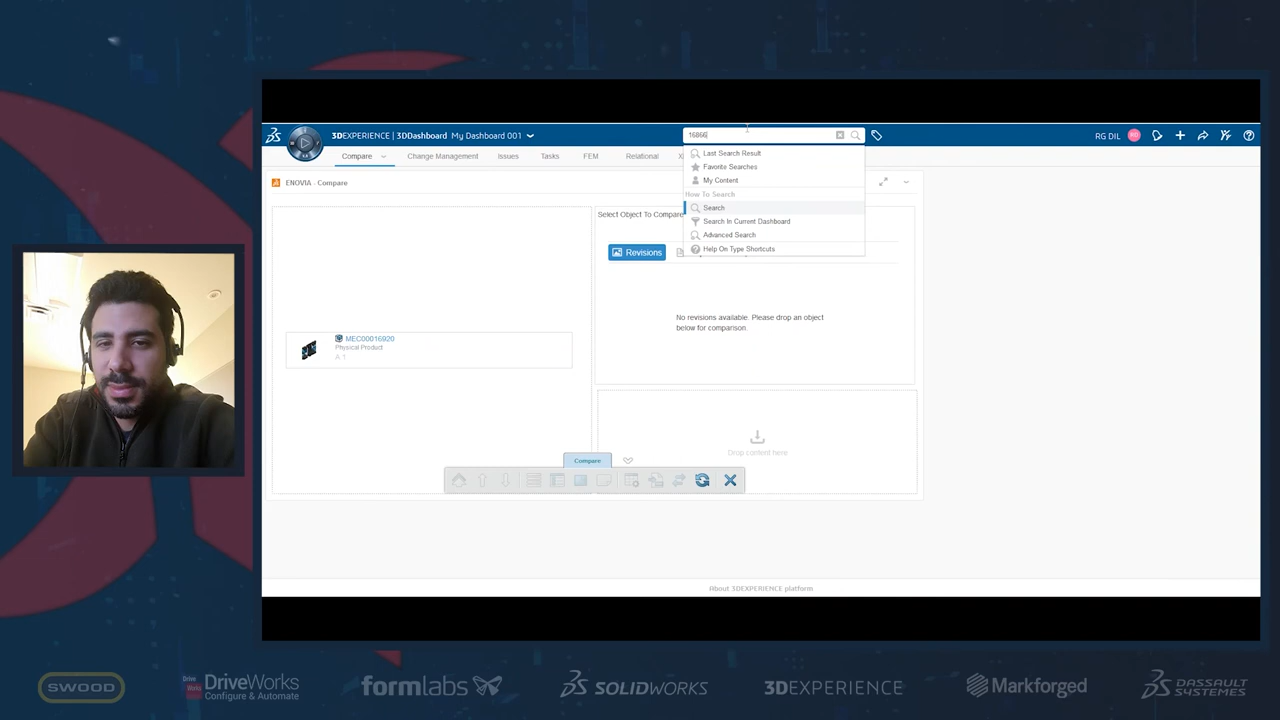 3DEXPERIENCE | 3DDashboard My Dashboard 001
16866
RG DIL
Compare
Change Management
Issues
Tasks
FEM
Relational
Last Search Result
Favorite Searches
My Content
How To Search
Search
Search In Current Dashboard
Advanced Search
Help On Type Shortcuts
ENOVIA - Compare
Select Object To Compare
Revisions
No revisions available. Please drop an object
below for comparison.
MEC00016920
Physical Product
A.1
Drop content here
Compare
About 3DEXPERIENCE platform
SWOOD
DriveWorks
Configure & Automate
formlabs
SOLIDWORKS
3DEXPERIENCE
Markforged
DASSAULT
SYSTEMES